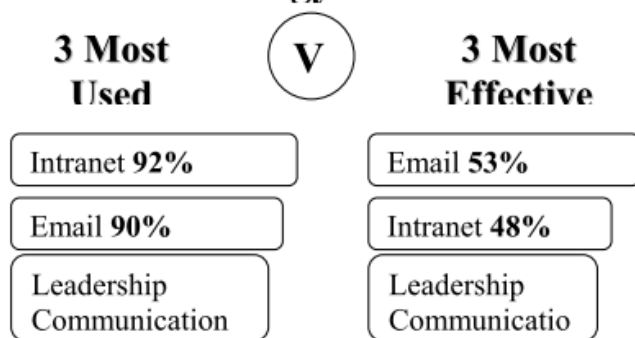 3 Most
Used
V
3 Most
Effective
Intranet 92%
Email 90%
Leadership
Communication
Email 53%
Intranet 48%
Leadership
Communicatio